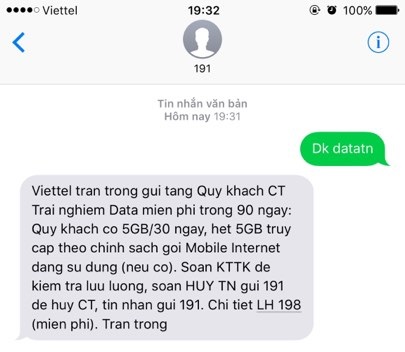 Viettel 19:32 100%
191
Tin nhắn văn bản
Hôm nay 19:31
Dk datatn
Viettel tran trong gui tang Quy khach CT
Trai nghiem Data mien phi trong 90 ngay:
Quy khach co 5GB/30 ngay, het 5GB truy
cap theo chinh sach goi Mobile Internet
dang su dung (neu co). Soan KTTK de
kiem tra luu luong, soan HUY TN gui 191
de huy CT, tin nhan gui 191. Chi tiet LH 198
(mien phi). Tran trong